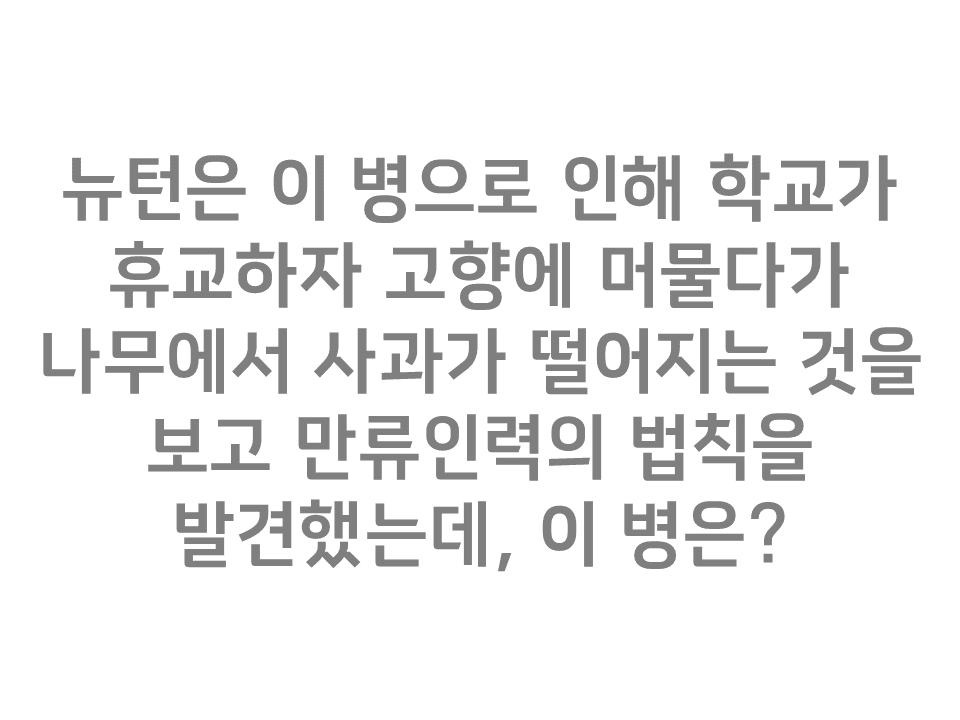 뉴턴은 이 병으로 인해 학교가
휴교하자 고향에 머물다가
나무에서 사과가 떨어지는 것을
보고 만류인력의 법칙을
발견했는데, 이 병은?